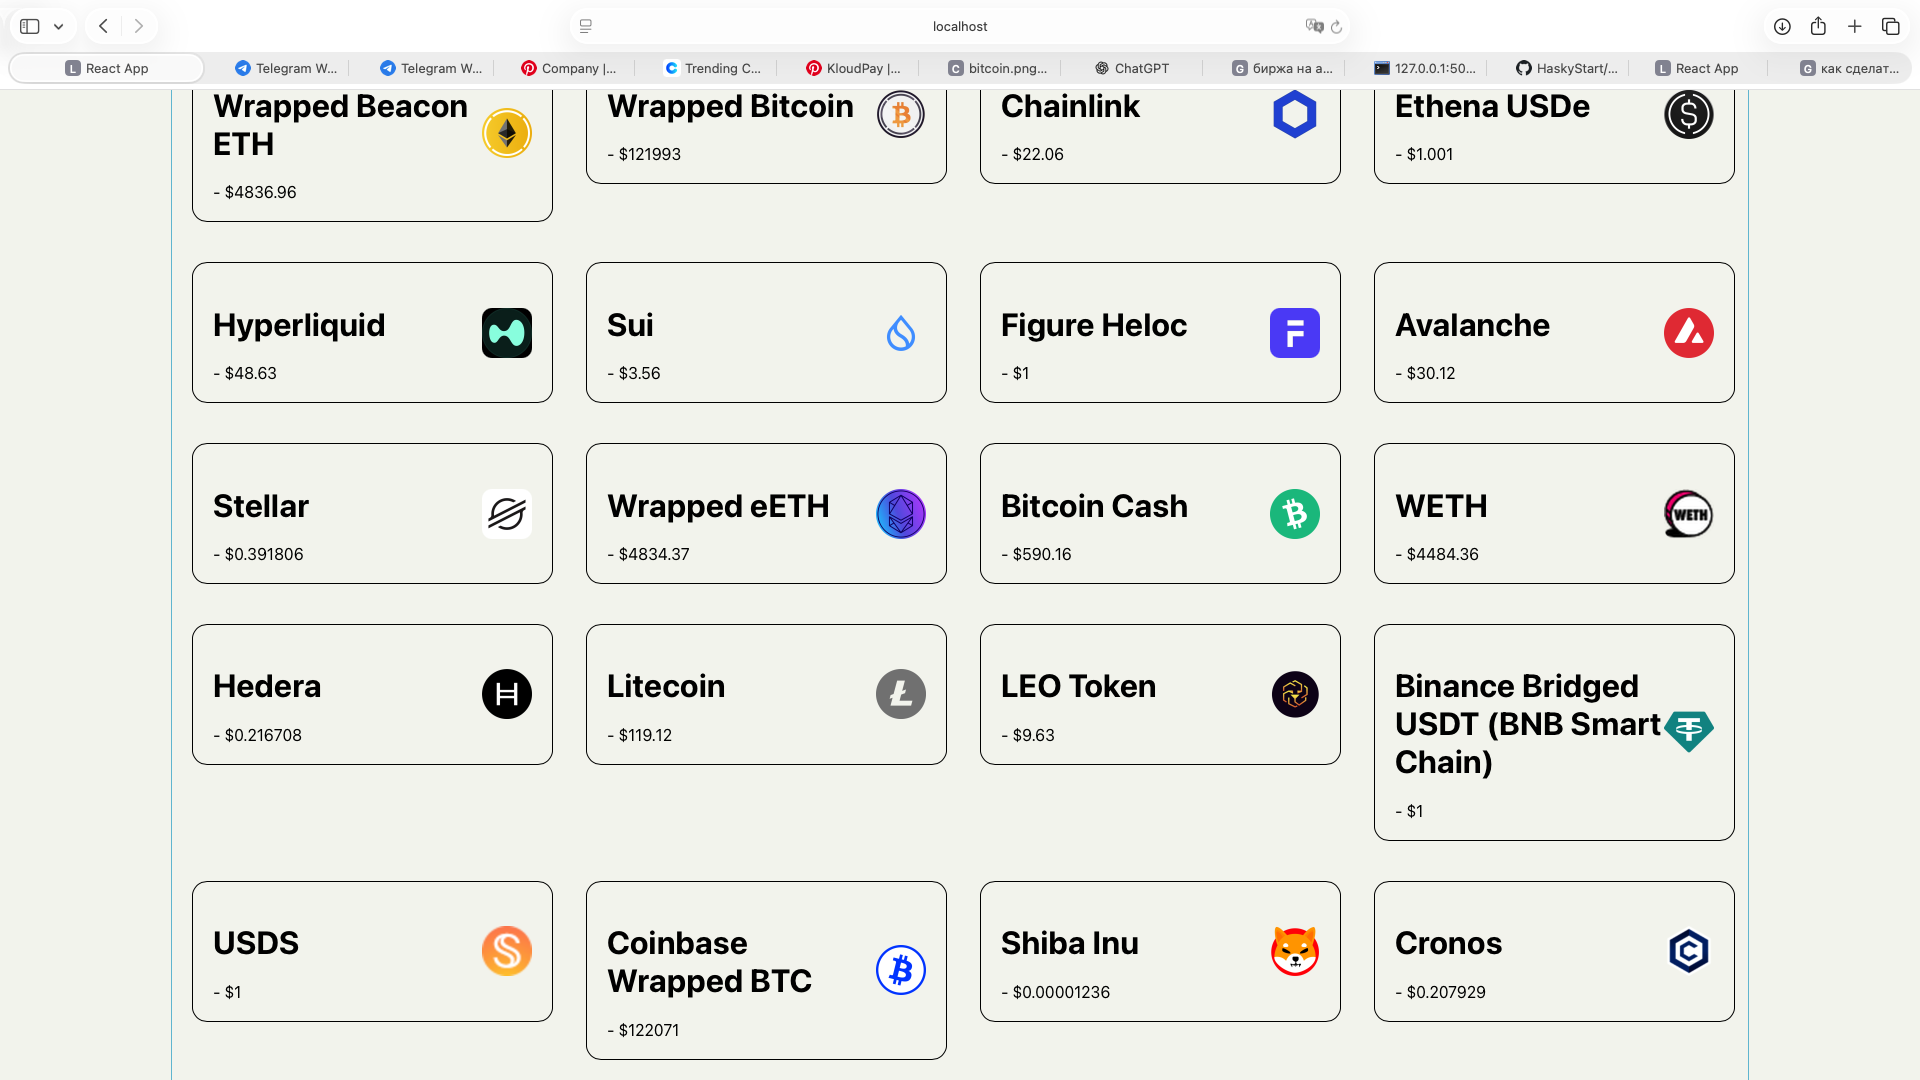 localhost
React App
Telegram W...
Telegram W...
Company |...
Trending C...
KloudPay |...
bitcoin.png...
ChatGPT
биржа на а...
127.0.0.1:50...
HaskyStart/...
React App
как сделат...
Wrapped Beacon
ETH
- $4836.96
Wrapped Bitcoin
- $121993
Chainlink
- $22.06
Ethena USDe
- $1.001
Hyperliquid
- $48.63
Sui
- $3.56
Figure Heloc
- $1
Avalanche
- $30.12
Stellar
- $0.391806
Wrapped eETH
- $4834.37
Bitcoin Cash
- $590.16
WETH
- $4484.36
WETH
Hedera
- $0.216708
Litecoin
- $119.12
LEO Token
- $9.63
Binance Bridged
USDT (BNB Smart
Chain)
- $1
USDS
- $1
Coinbase
Wrapped BTC
- $122071
Shiba Inu
- $0.00001236
Cronos
- $0.207929